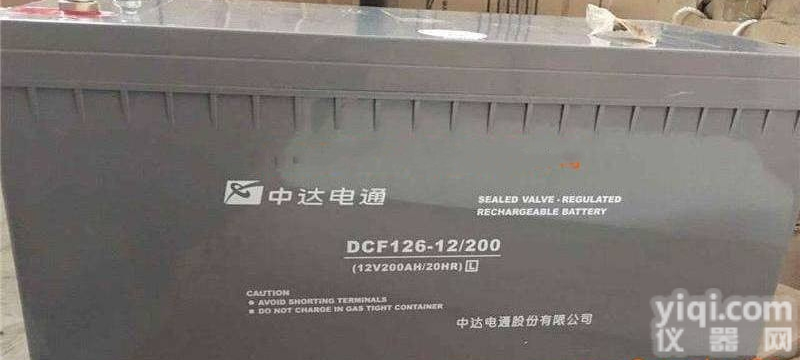 中达电通
SEALED VALVE - REGULATED
RECHARGEABLE BATTERY
DCF126-12/200
(12V200AH/20HR) L
CAUTION
● AVOID SHORTING TERMINALS
● DO NOT CHARGE IN GAS TIGHT CONTAINER
中达电通股份有限公司
yiqi.com
仪器网